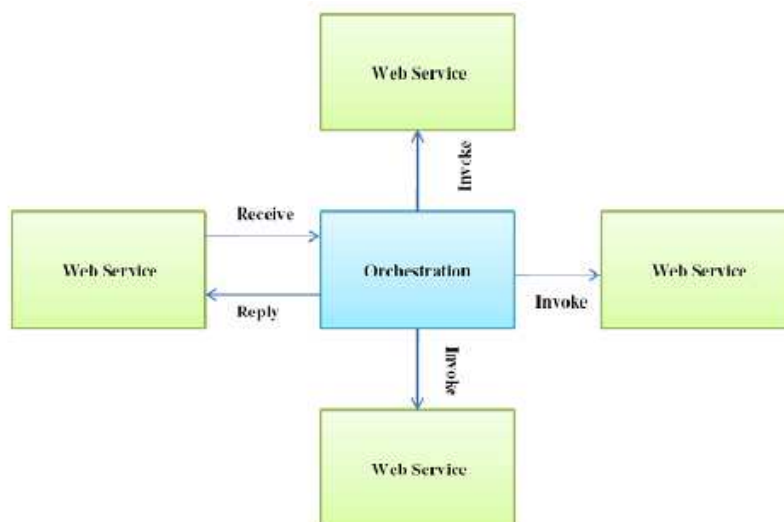 Web Service
Invoke
Receive
Web Service
Orchestration
Web Service
Invoke
Reply
Invoke
Web Service